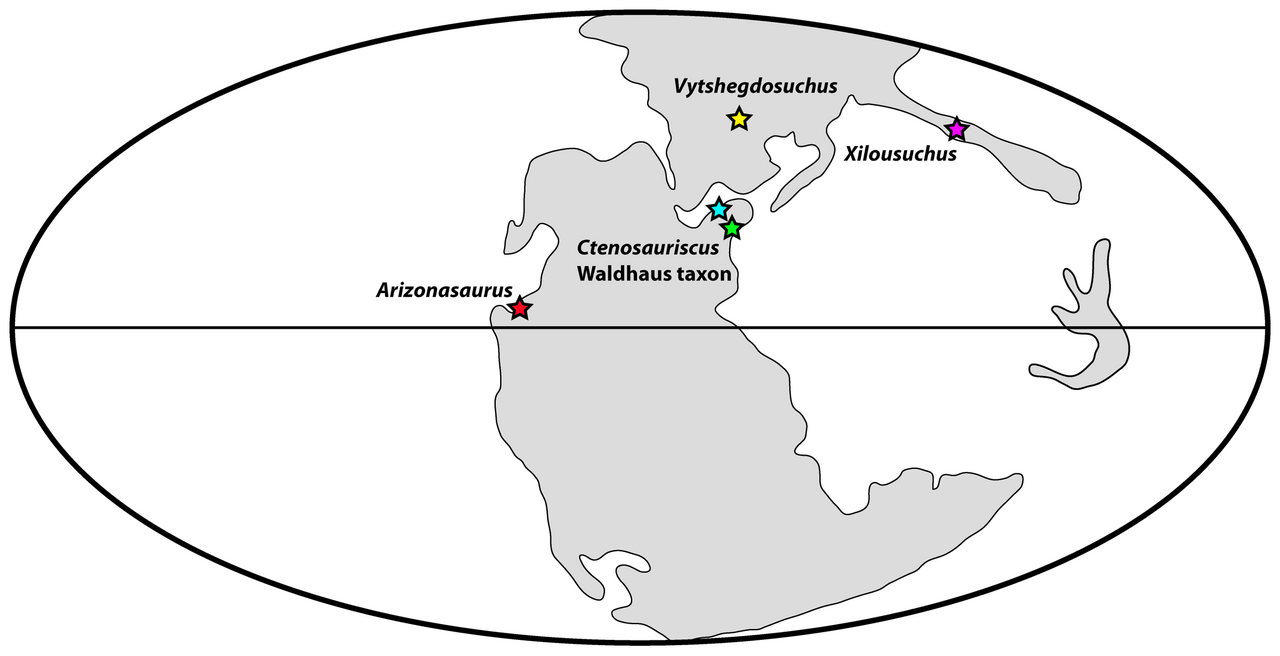 Vytshegdosuchus
Xilousuchus
Ctenosauriscus
Waldhaus taxon
Arizonasaurus